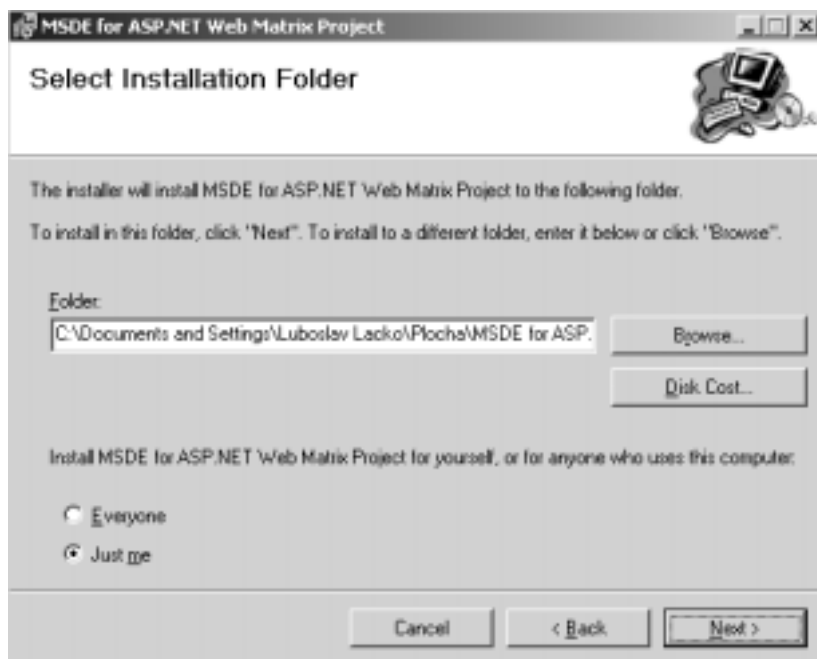 MSDE for ASP.NET Web Matrix Project
Select Installation Folder
The installer will install MSDE for ASP.NET Web Matrix Project to the following folder.
To install in this folder, click "Next". To install to a different folder, enter it below or click "Browse".
Folder:
C:\Documents and Settings\Luboslav Lacko\Plocha\MSDE for ASP.
Browse...
Disk Cost...
Install MSDE for ASP.NET Web Matrix Project for yourself, or for anyone who uses this computer:
Everyone
Just me
Cancel
< Back
Next >